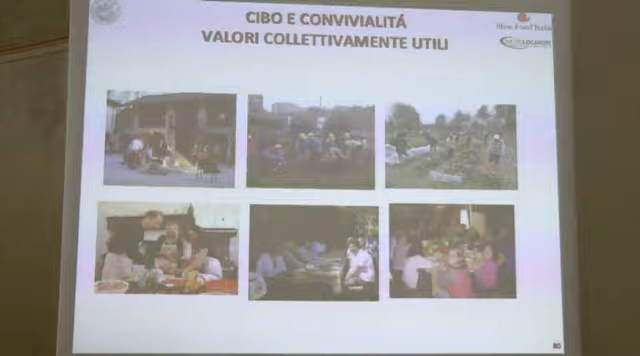 CIBO E CONVIVIALITÁ
VALORI COLLETTIVAMENTE UTILI
Slow Food Italia